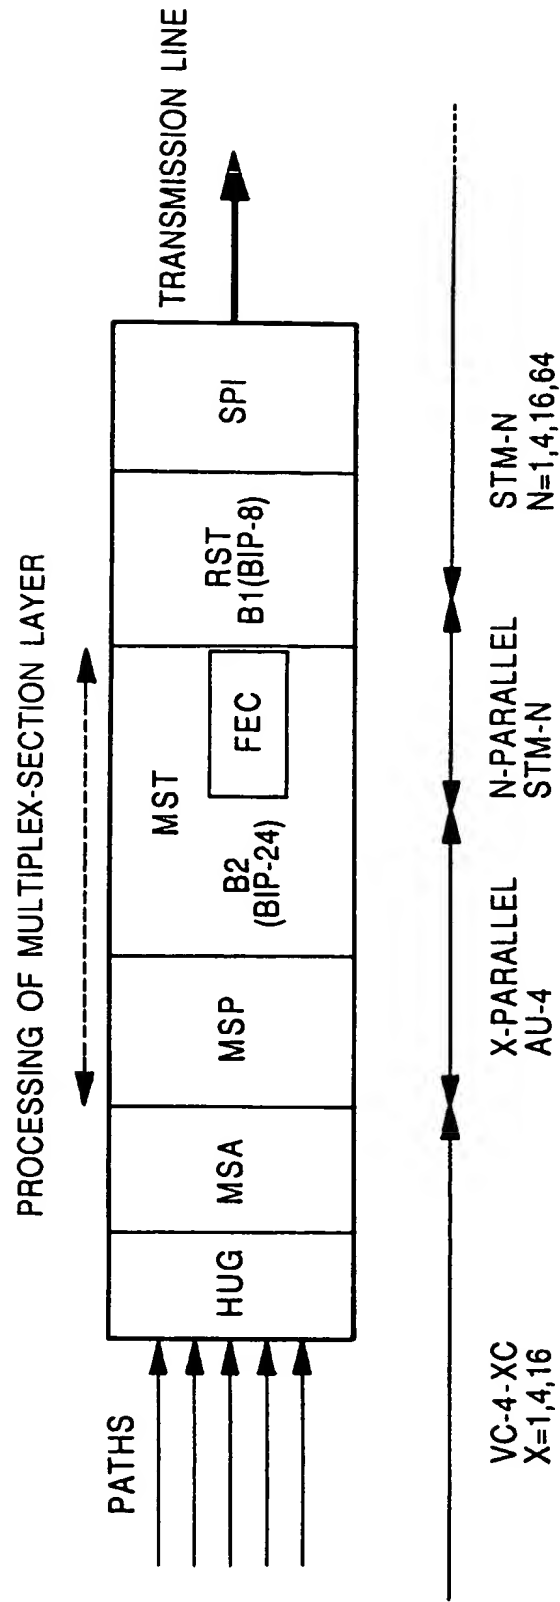 PROCESSING OF MULTIPLEX-SECTION LAYER
PATHS
HUG
MSA
MSP
MST
B2
(BIP-24)
FEC
RST
B1(BIP-8)
SPI
TRANSMISSION LINE
VC-4-XC
X=1,4,16
X-PARALLEL
AU-4
N-PARALLEL
STM-N
STM-N
N=1,4,16,64